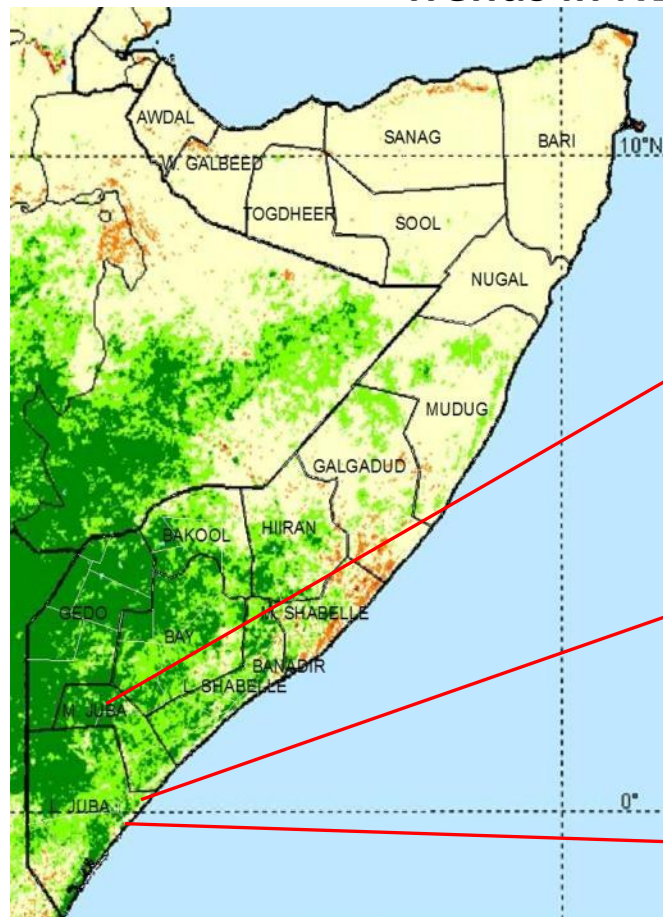 AWDAL
SANAG
BARI
10°N
W. GALBEED
TOGDHEER
SOOL
NUGAL
MUDUG
GALGADUD
BAKOOL
HIIRAN
GEDO
BAY
M. SHABELLE
BANADIR
L. SHABELLE
M. JUBA
L. JUBA
0°